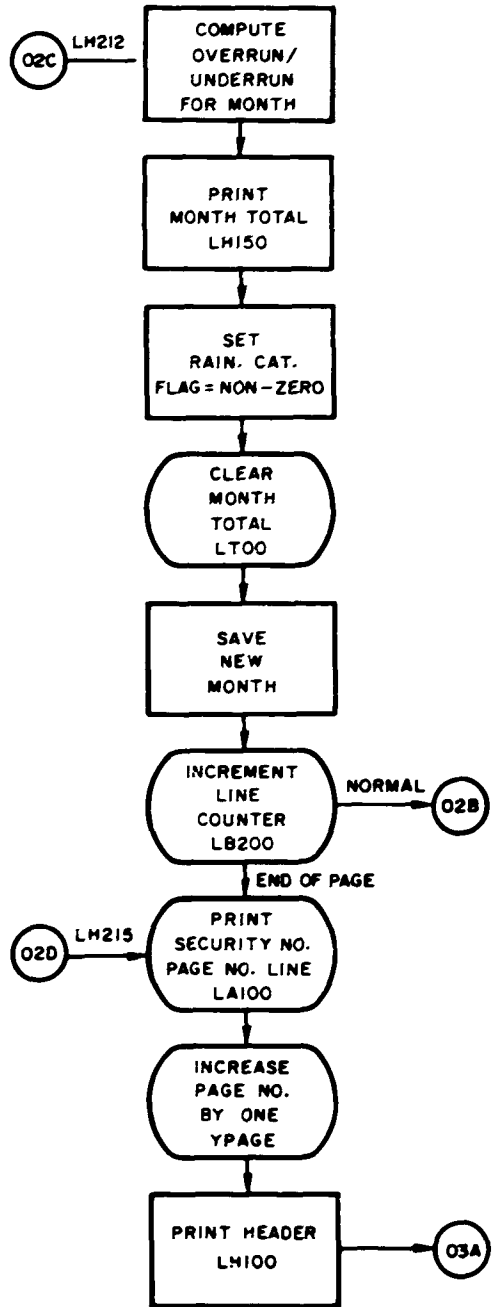 02C
LH212
COMPUTE
OVERRUN/
UNDERRUN
FOR MONTH
PRINT
MONTH TOTAL
LH150
SET
RAIN. CAT.
FLAG = NON-ZERO
CLEAR
MONTH
TOTAL
LT00
SAVE
NEW
MONTH
INCREMENT
LINE
COUNTER
LB200
NORMAL
02B
END OF PAGE
02D
LH215
PRINT
SECURITY NO.
PAGE NO. LINE
LA100
INCREASE
PAGE NO.
BY ONE
YPAGE
PRINT HEADER
LH100
03A